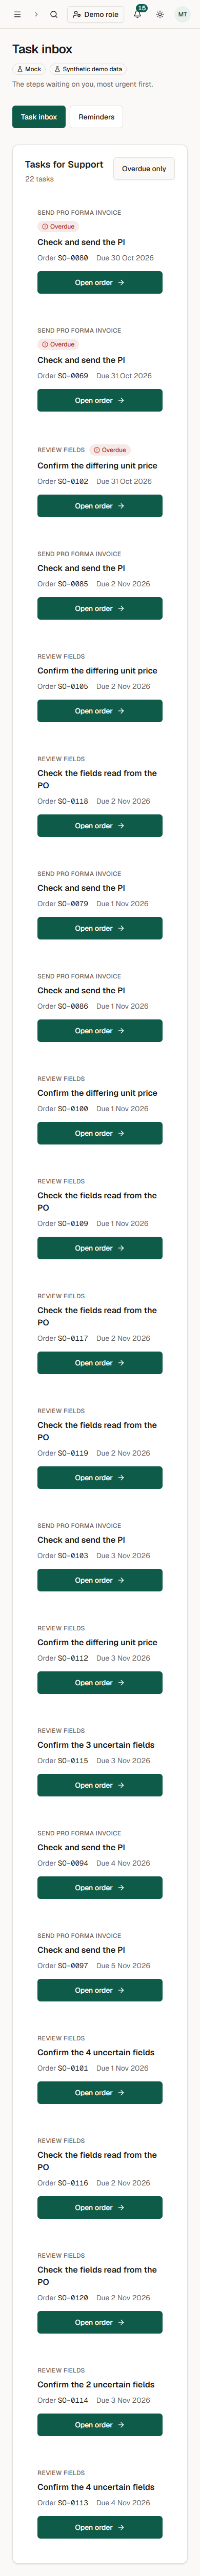 Demo role
15
MT
Task inbox
Mock
Synthetic demo data
The steps waiting on you, most urgent first.
Task inbox
Reminders
Tasks for Support
22 tasks
Overdue only
SEND PRO FORMA INVOICE
Overdue
Check and send the PI
Order SO-0080 Due 30 Oct 2026
Open order
SEND PRO FORMA INVOICE
Overdue
Check and send the PI
Order SO-0069 Due 31 Oct 2026
Open order
REVIEW FIELDS Overdue
Confirm the differing unit price
Order SO-0102 Due 31 Oct 2026
Open order
SEND PRO FORMA INVOICE
Check and send the PI
Order SO-0085 Due 2 Nov 2026
Open order
REVIEW FIELDS
Confirm the differing unit price
Order SO-0105 Due 2 Nov 2026
Open order
REVIEW FIELDS
Check the fields read from the
PO
Order SO-0118 Due 2 Nov 2026
Open order
SEND PRO FORMA INVOICE
Check and send the PI
Order SO-0079 Due 1 Nov 2026
Open order
SEND PRO FORMA INVOICE
Check and send the PI
Order SO-0086 Due 1 Nov 2026
Open order
REVIEW FIELDS
Confirm the differing unit price
Order SO-0100 Due 1 Nov 2026
Open order
REVIEW FIELDS
Check the fields read from the
PO
Order SO-0109 Due 1 Nov 2026
Open order
REVIEW FIELDS
Check the fields read from the
PO
Order SO-0117 Due 2 Nov 2026
Open order
REVIEW FIELDS
Check the fields read from the
PO
Order SO-0119 Due 2 Nov 2026
Open order
SEND PRO FORMA INVOICE
Check and send the PI
Order SO-0103 Due 3 Nov 2026
Open order
REVIEW FIELDS
Confirm the differing unit price
Order SO-0112 Due 3 Nov 2026
Open order
REVIEW FIELDS
Confirm the 3 uncertain fields
Order SO-0115 Due 3 Nov 2026
Open order
SEND PRO FORMA INVOICE
Check and send the PI
Order SO-0094 Due 4 Nov 2026
Open order
SEND PRO FORMA INVOICE
Check and send the PI
Order SO-0097 Due 5 Nov 2026
Open order
REVIEW FIELDS
Confirm the 4 uncertain fields
Order SO-0101 Due 1 Nov 2026
Open order
REVIEW FIELDS
Check the fields read from the
PO
Order SO-0116 Due 2 Nov 2026
Open order
REVIEW FIELDS
Check the fields read from the
PO
Order SO-0120 Due 2 Nov 2026
Open order
REVIEW FIELDS
Confirm the 2 uncertain fields
Order SO-0114 Due 3 Nov 2026
Open order
REVIEW FIELDS
Confirm the 4 uncertain fields
Order SO-0113 Due 4 Nov 2026
Open order